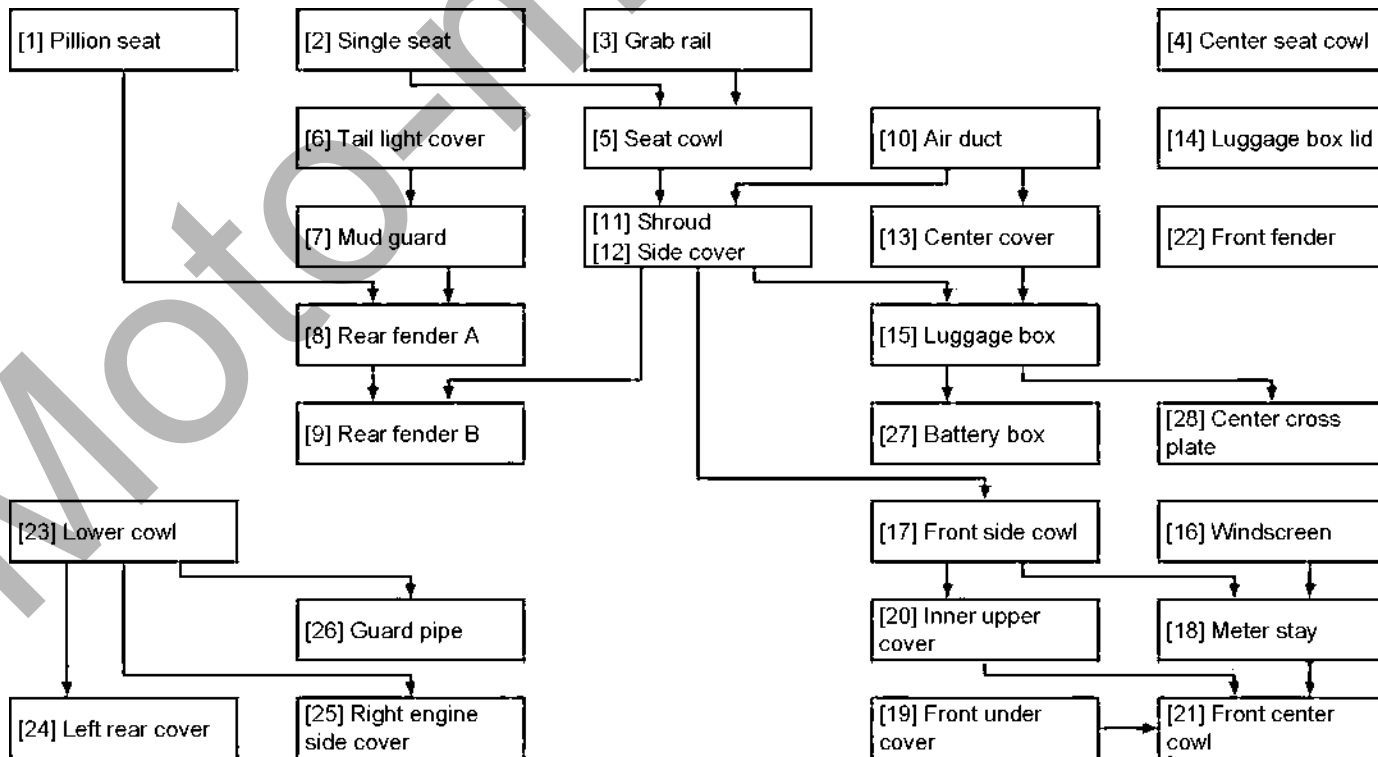 [1] Pillion seat
[2] Single seat
[3] Grab rail
[4] Center seat cowl
[6] Tail light cover
[5] Seat cowl
[10] Air duct
[14] Luggage box lid
[7] Mud guard
[11] Shroud
[12] Side cover
[13] Center cover
[22] Front fender
[8] Rear fender A
[15] Luggage box
[9] Rear fender B
[27] Battery box
[28] Center cross
plate
[23] Lower cowl
[17] Front side cowl
[16] Windscreen
[26] Guard pipe
[20] Inner upper
cover
[18] Meter stay
[24] Left rear cover
[25] Right engine
side cover
[19] Front under
cover
[21] Front center
cowl